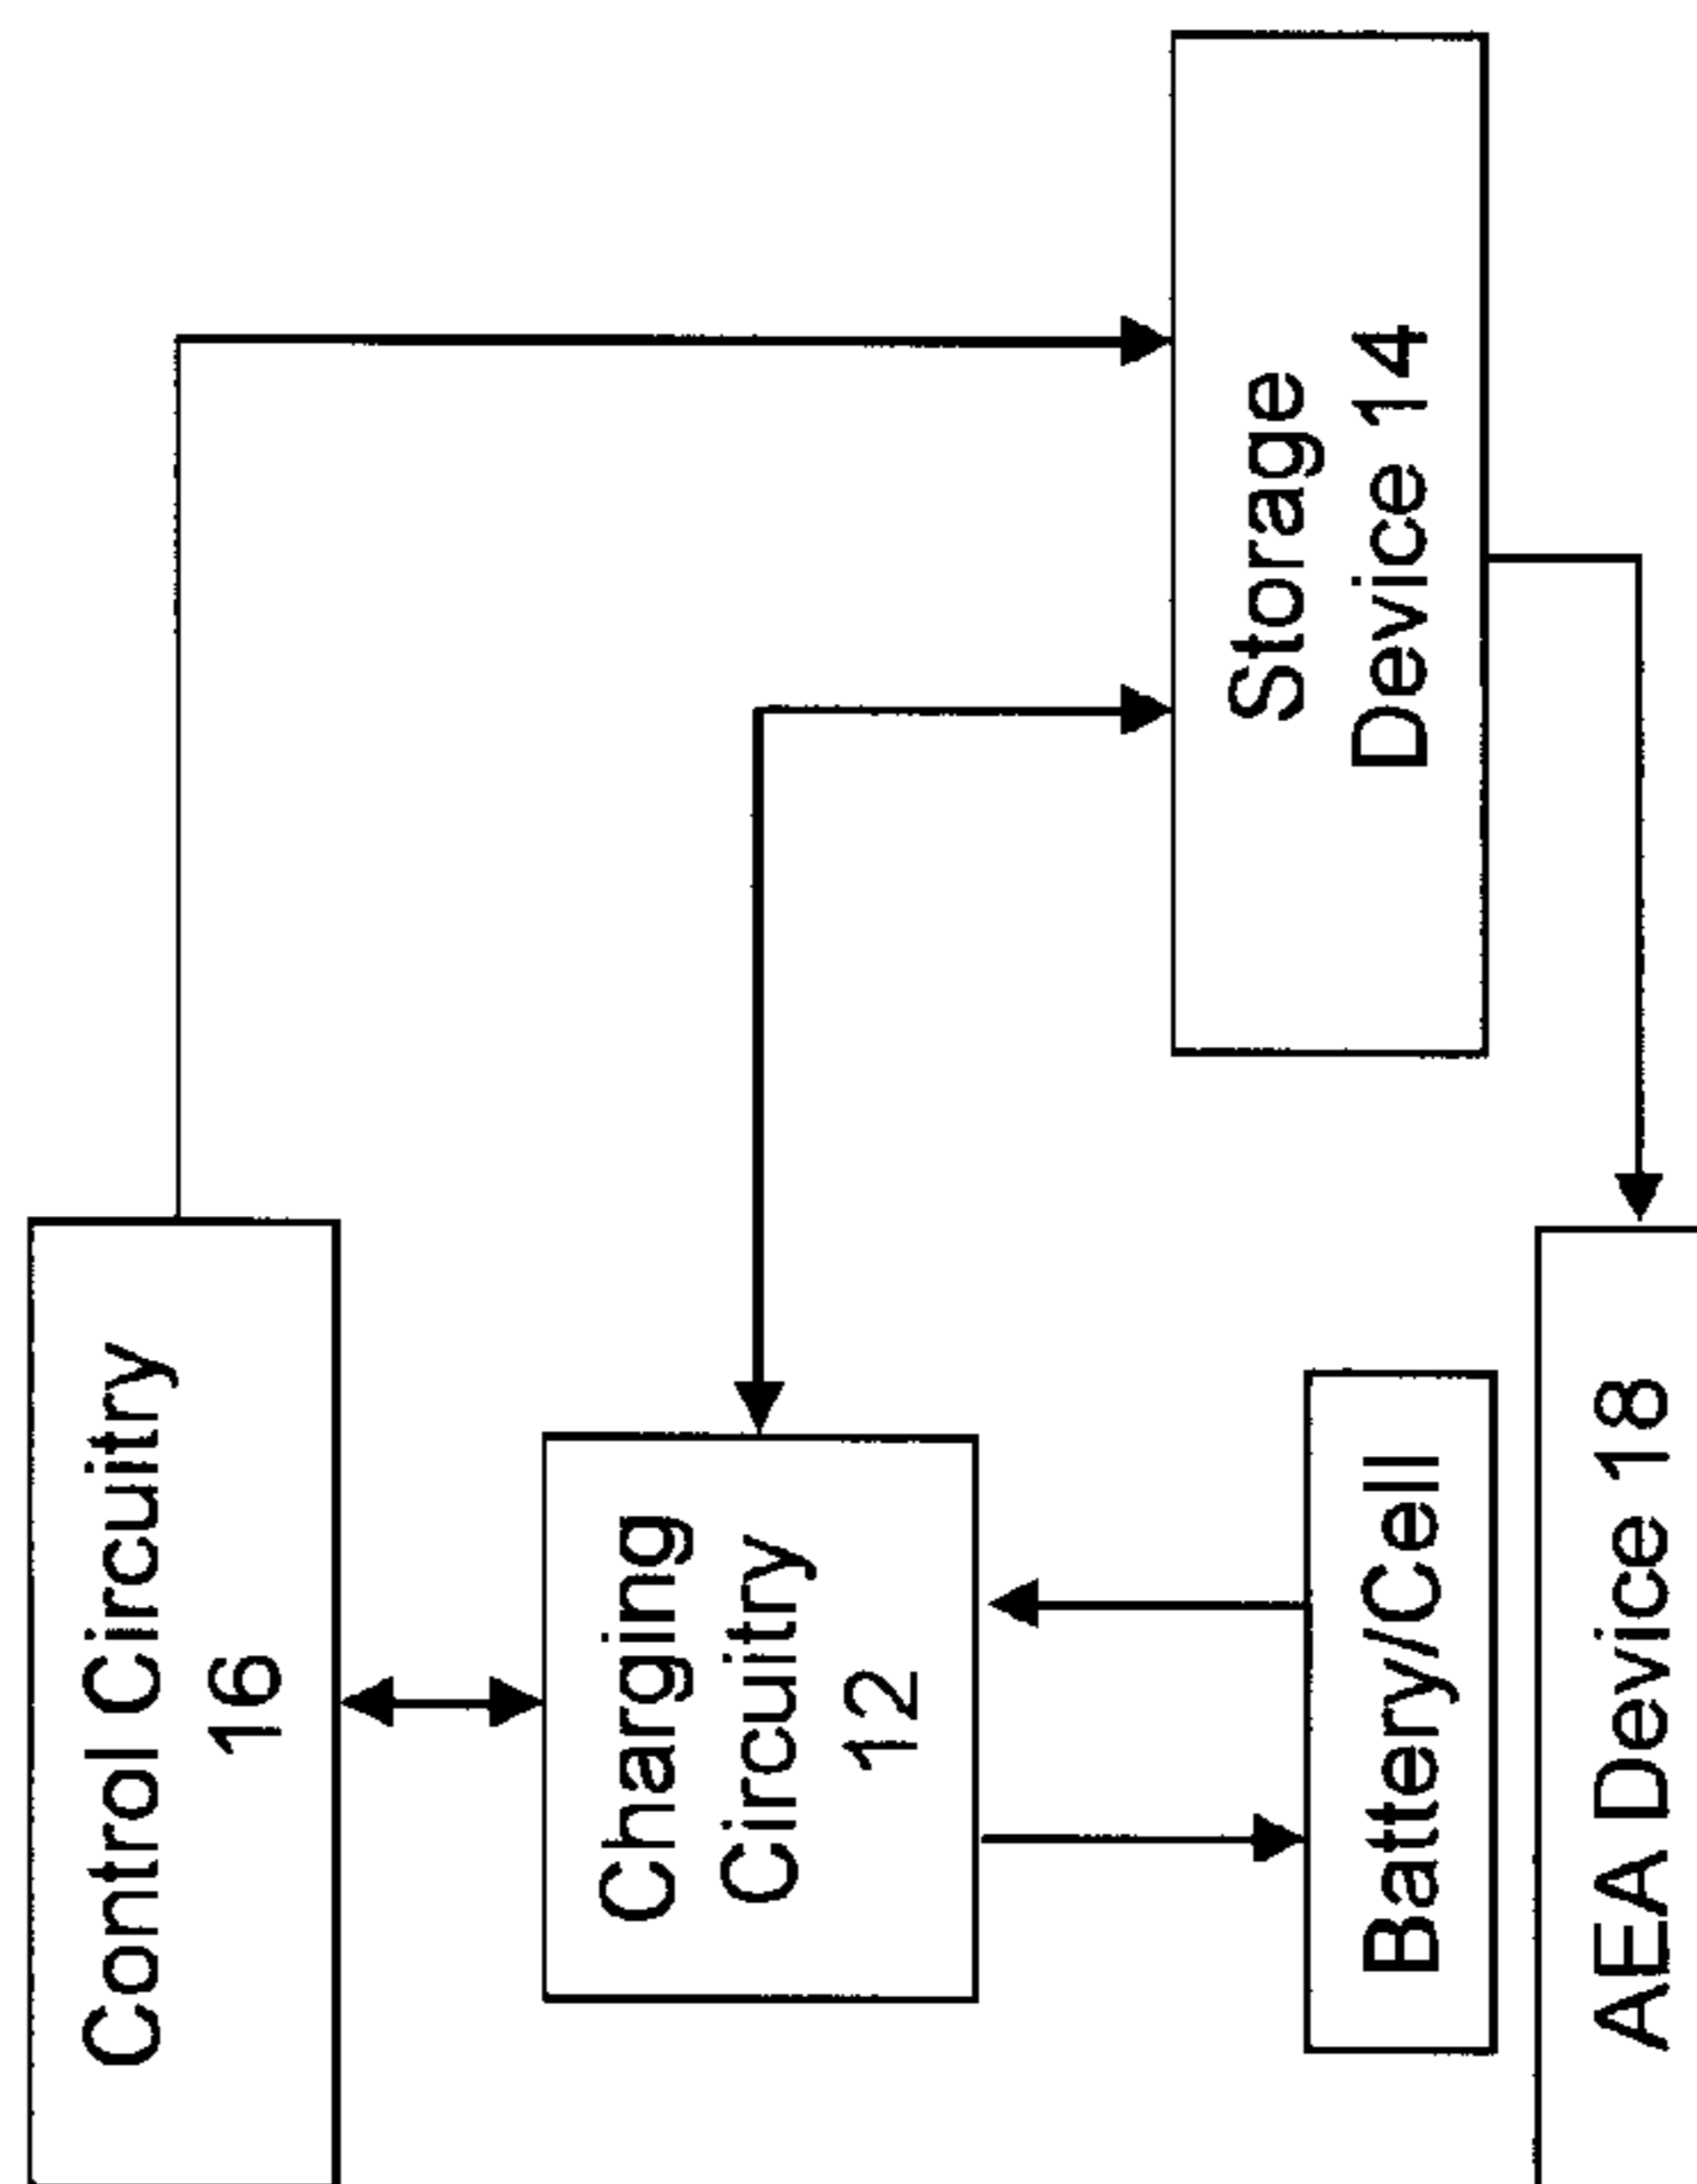 Control Circuitry
16
Charging
Circuitry
12
Storage
Device 14
Battery/Cell
AEA Device 18